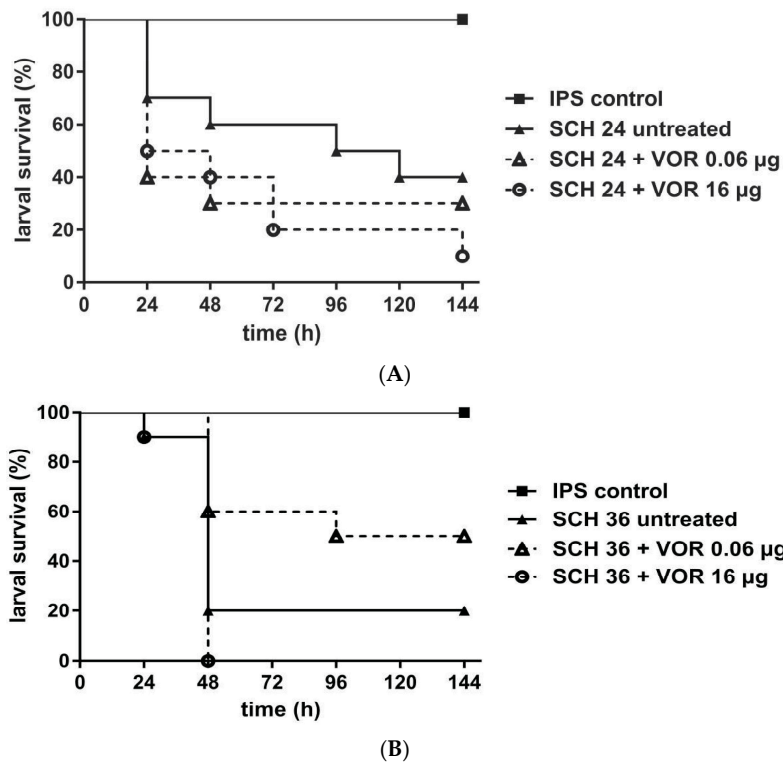 100
80
60
40
20
0
larval survival (%)
0 24 48 72 96 120 144
time (h)
IPS control
SCH 24 untreated
SCH 24 + VOR 0.06 µg
SCH 24 + VOR 16 µg
(A)
100
80
60
40
20
0
larval survival (%)
0 24 48 72 96 120 144
time (h)
IPS control
SCH 36 untreated
SCH 36 + VOR 0.06 µg
SCH 36 + VOR 16 µg
(B)